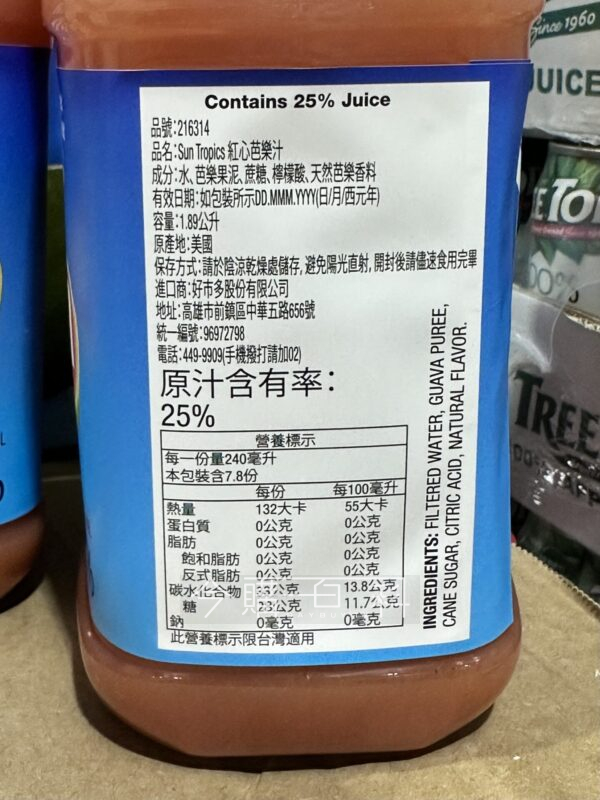 Since 1960
JUICE
Contains 25% Juice
品號:216314
品名:Sun Tropics 紅心芭樂汁
成分:水、芭樂果泥、蔗糖、檸檬酸、天然芭樂香料
有效日期:如包裝所示DD.MMM.YYYY(日/月/西元年)
容量:1.89公升
原產地:美國
保存方式:請於陰涼乾燥處儲存,避免陽光直射,開封後請儘速食用完畢
進口商:好市多股份有限公司
地址:高雄市前鎮區中華五路656號
統一編號:96972798
電話:449-9909(手機撥打請加02)
原汁含有率:
25%
營養標示
每一份量240毫升
本包裝含7.8份
每份 每100毫升
熱量 132大卡 55大卡
蛋白質 0公克 0公克
脂肪 0公克 0公克
飽和脂肪 0公克 0公克
反式脂肪 0公克 0公克
碳水化合物 33公克 13.8公克
糖 28公克 11.7公克
鈉 0毫克 0毫克
此營養標示限台灣適用
INGREDIENTS: FILTERED WATER, GUAVA PUREE,
CANE SUGAR, CITRIC ACID, NATURAL FLAVOR.
TREE